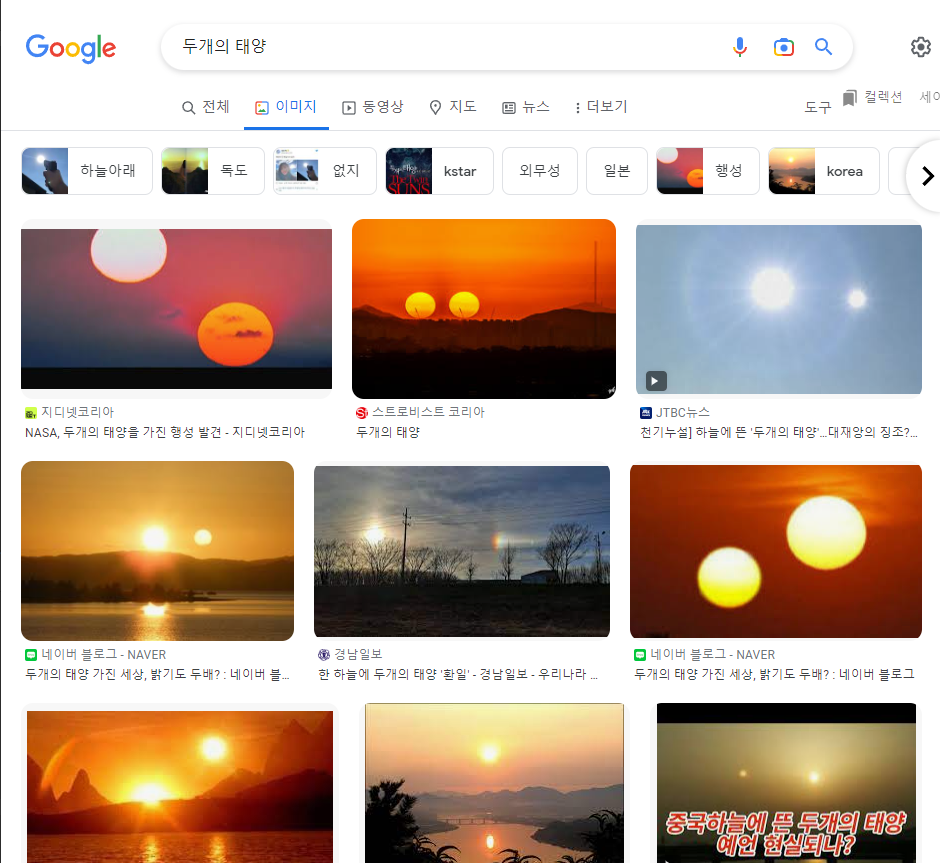 Google
두개의 태양
전체
이미지
동영상
지도
뉴스
더보기
도구
컬렉션
하늘아래
독도
없지
TWIN
SUNS
kstar
외무성
일본
행성
korea
지디넷코리아
NASA, 두개의 태양을 가진 행성 발견 - 지디넷코리아
스트로비스트 코리아
두개의 태양
JTBC뉴스
천기누설] 하늘에 뜬 '두개의 태양'...대재앙의 징조?...
네이버 블로그 - NAVER
두개의 태양 가진 세상, 밝기도 두배? : 네이버 블...
경남일보
한 하늘에 두개의 태양 '환일' - 경남일보 - 우리나라 ...
네이버 블로그 - NAVER
두개의 태양 가진 세상, 밝기도 두배? : 네이버 블로그
중국하늘에 뜬 두개의 태양
예언 현실되나?